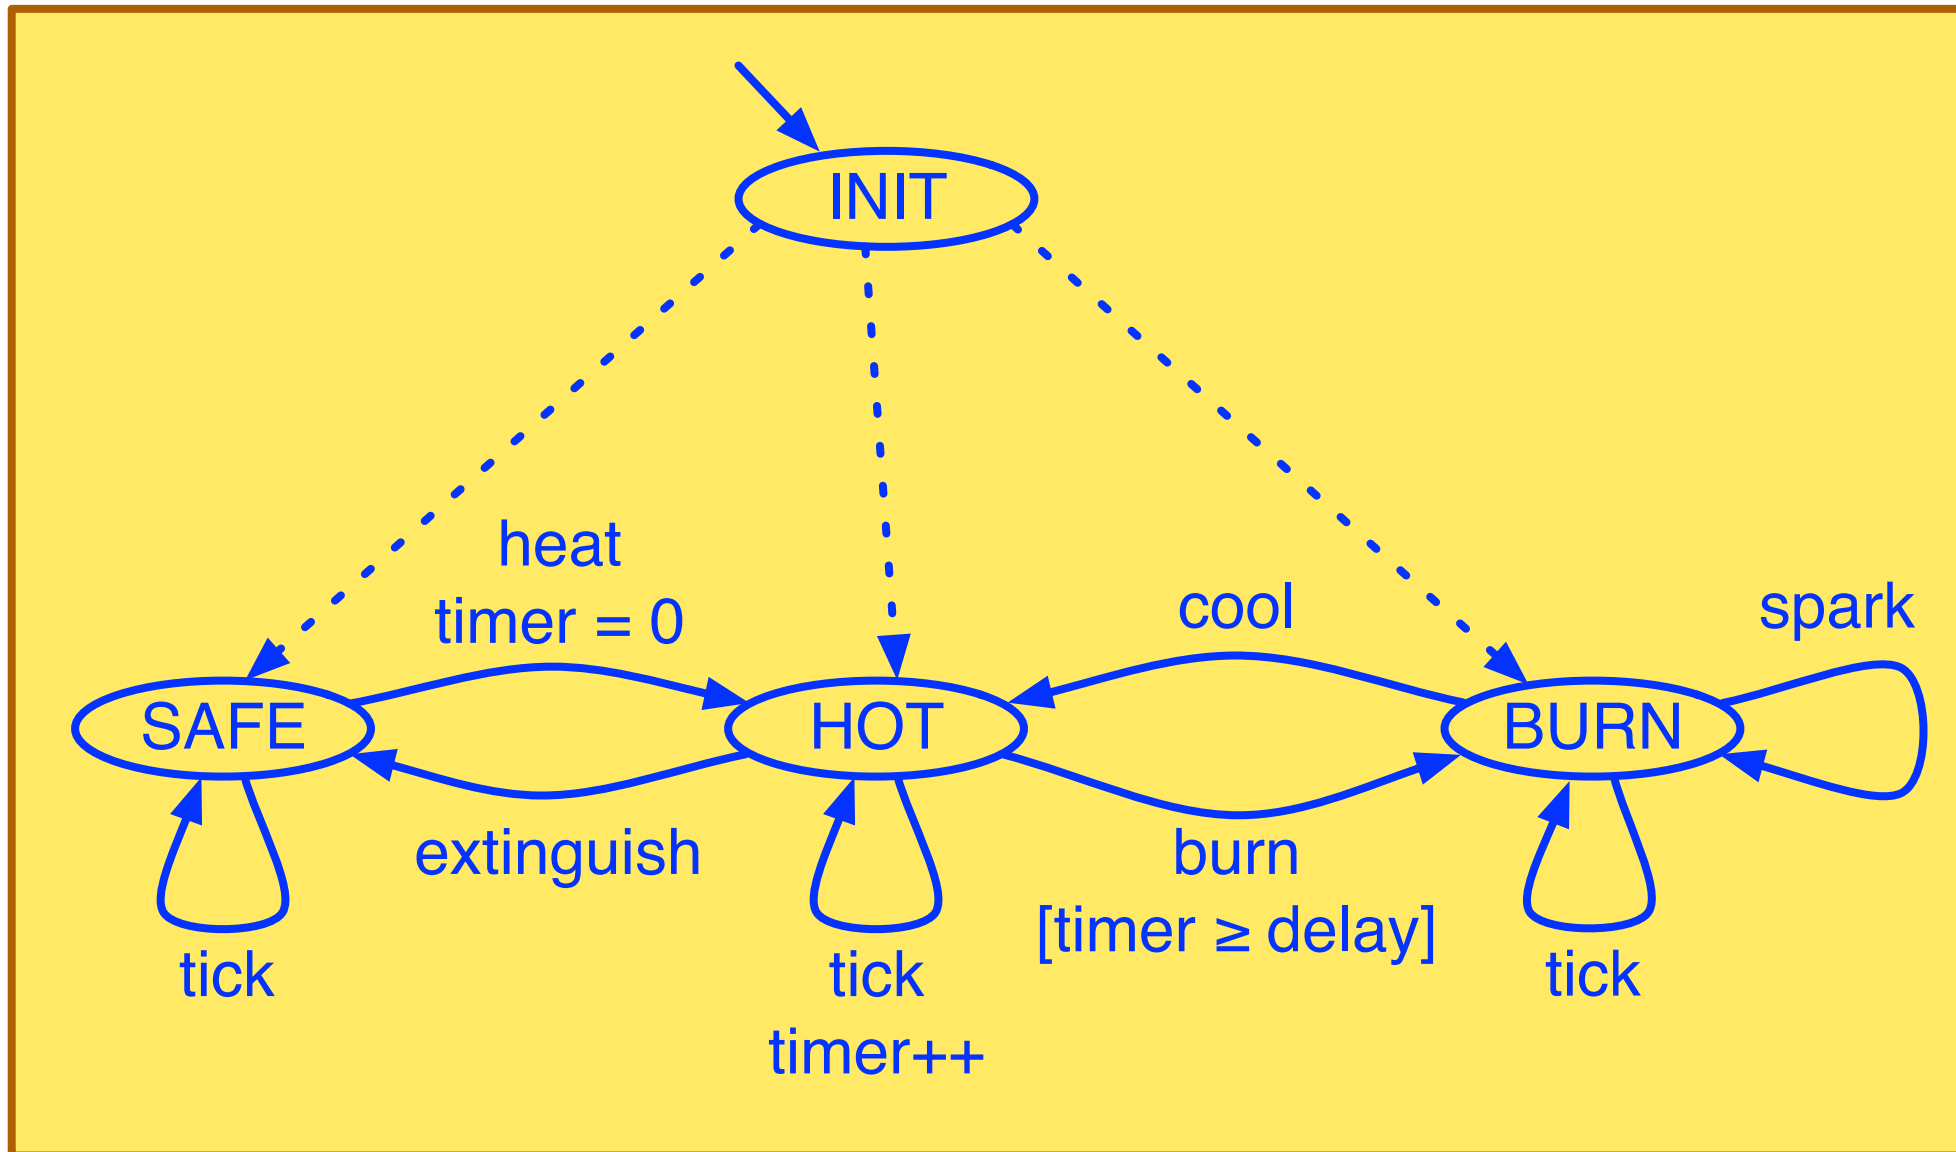 INIT
heat
timer = 0
cool
spark
SAFE
HOT
BURN
extinguish
burn
[timer ≥ delay]
tick
tick
timer++
tick